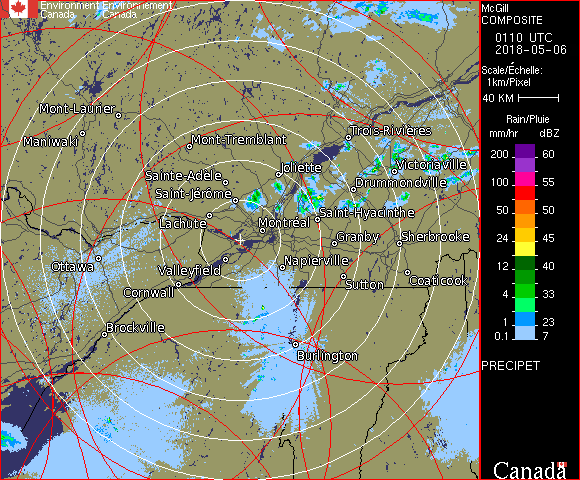 Environment Environnement
Canada Canada
McGill
COMPOSITE
0110 UTC
2018-05-06
Scale/Échelle:
1km/Pixel
40 KM
Rain/Pluie
mm/hr dBZ
200 60
100 55
50 50
24 45
12 40
4 33
1 23
0.1 7
PRECIPET
Canada
Mont-Laurier
Maniwaki
Mont-Tremblant
Trois-Rivières
Joliette
Victoriaville
Sainte-Adèle
Drummondville
Saint-Jérôme
Lachute
Saint-Hyacinthe
Montréal
Granby
Sherbrooke
Ottawa
Valleyfield
Napierville
Cornwall
Sutton
Coaticook
Brockville
Burlington